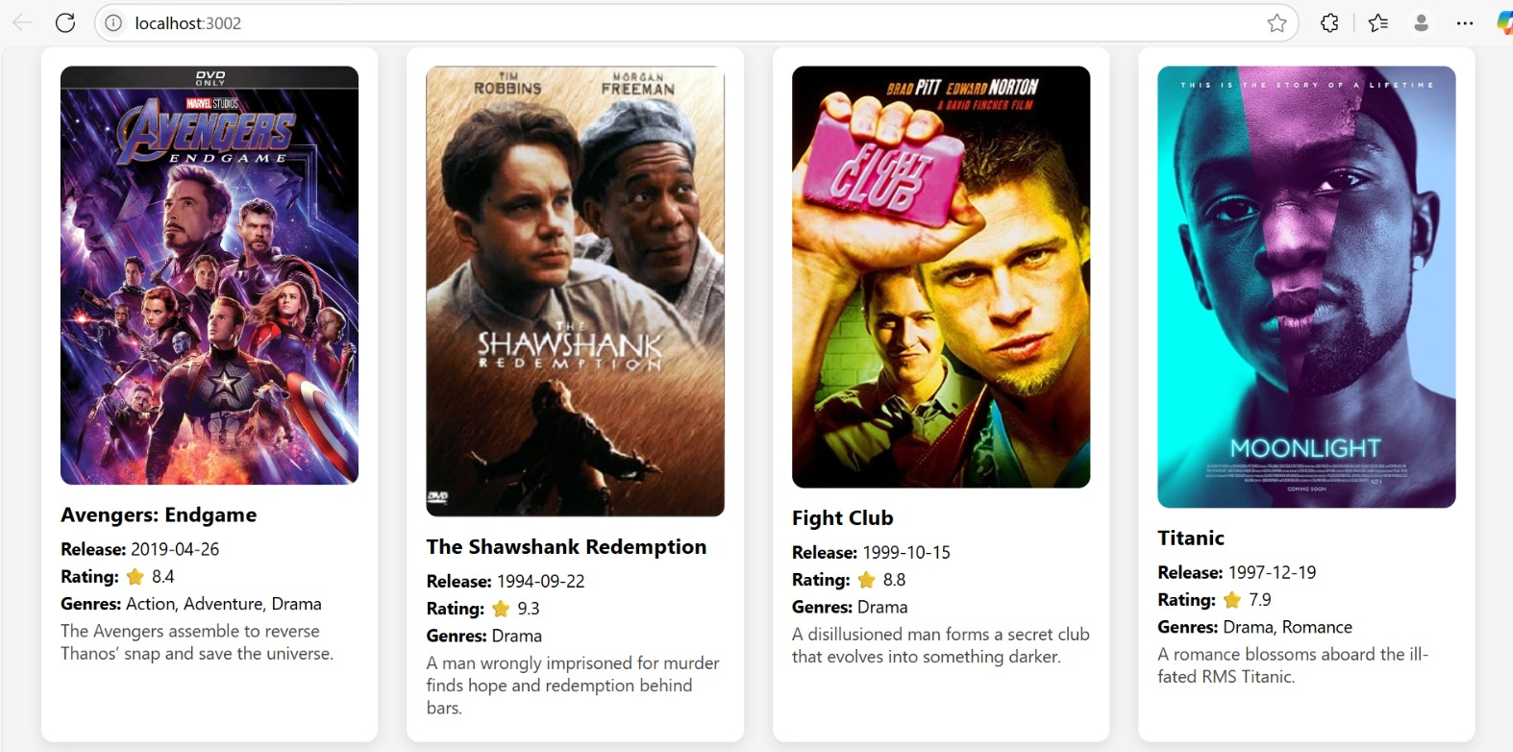 localhost:3002
DVD
ONLY
MARVEL STUDIOS
AVENGERS
ENDGAME
Avengers: Endgame
Release: 2019-04-26
Rating: ⭐ 8.4
Genres: Action, Adventure, Drama
The Avengers assemble to reverse
Thanos’ snap and save the universe.
TIM MORGAN
ROBBINS FREEMAN
THE
SHAWSHANK
REDEMPTION
DVD
The Shawshank Redemption
Release: 1994-09-22
Rating: ⭐ 9.3
Genres: Drama
A man wrongly imprisoned for murder
finds hope and redemption behind
bars.
BRAD PITT EDWARD NORTON
A DAVID FINCHER FILM
FIGHT
CLUB
Fight Club
Release: 1999-10-15
Rating: ⭐ 8.8
Genres: Drama
A disillusioned man forms a secret club
that evolves into something darker.
THIS IS THE STORY OF A LIFETIME
MOONLIGHT
COMING SOON
Titanic
Release: 1997-12-19
Rating: ⭐ 7.9
Genres: Drama, Romance
A romance blossoms aboard the ill-
fated RMS Titanic.